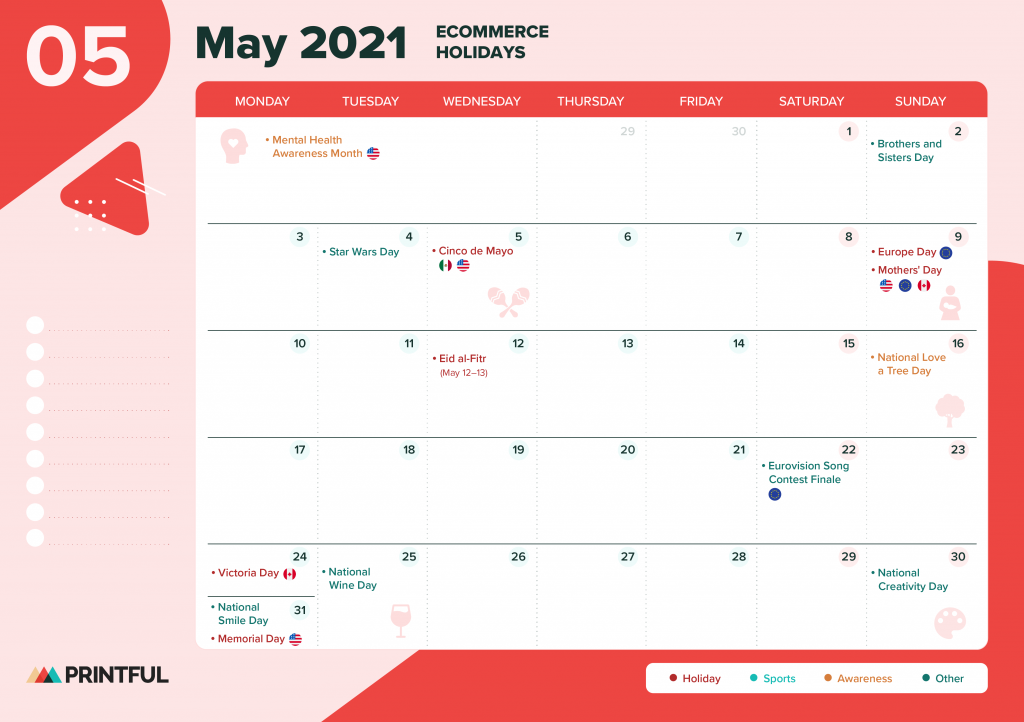 05
May 2021
ECOMMERCE
HOLIDAYS
MONDAY TUESDAY WEDNESDAY THURSDAY FRIDAY SATURDAY SUNDAY
• Mental Health
Awareness Month
29
30
1
2
• Brothers and
Sisters Day
3
4
• Star Wars Day
5
• Cinco de Mayo
6
7
8
9
• Europe Day
• Mothers' Day
10
11
12
• Eid al-Fitr
(May 12–13)
13
14
15
16
• National Love
a Tree Day
17
18
19
20
21
22
• Eurovision Song
Contest Finale
23
24
• Victoria Day
25
• National
Wine Day
26
27
28
29
30
• National
Creativity Day
31
• National
Smile Day
• Memorial Day
PRINTFUL
• Holiday • Sports • Awareness • Other